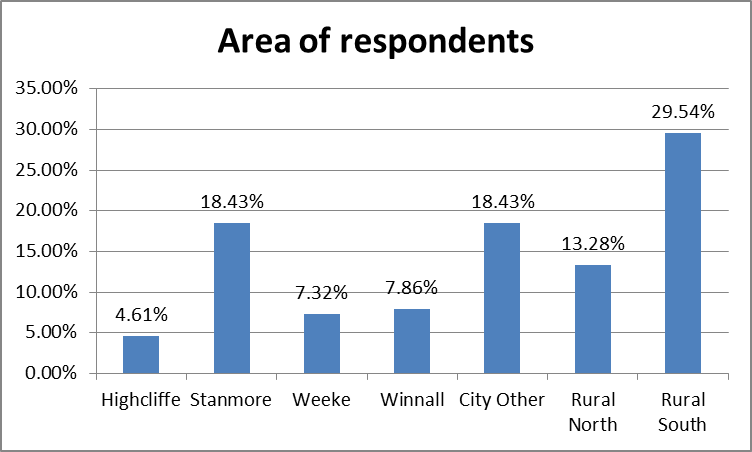 Area of respondents
35.00%
30.00%
25.00%
20.00%
15.00%
10.00%
5.00%
0.00%
4.61%
18.43%
7.32%
7.86%
18.43%
13.28%
29.54%
Highcliffe
Stanmore
Weeke
Winnall
City Other
Rural
North
Rural
South